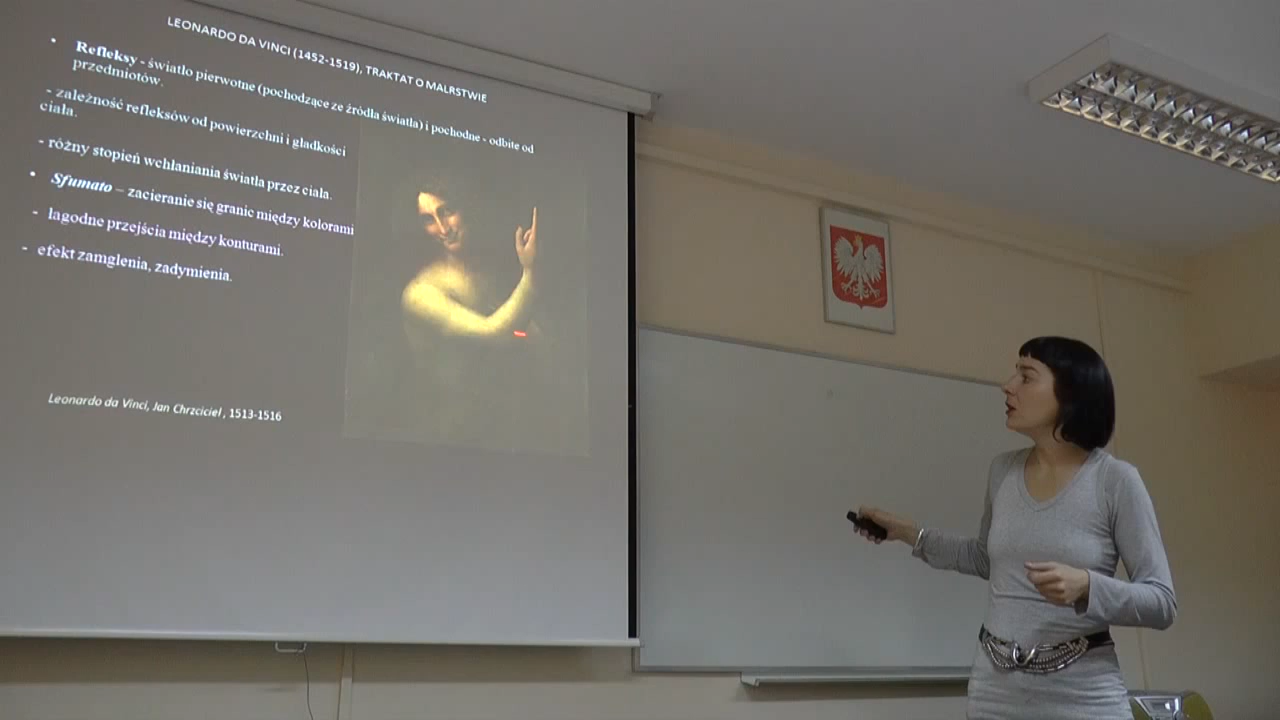 LEONARDO DA VINCI (1452-1519), TRAKTAT O MALRSTWIE
• Refleksy - światło pierwotne (pochodzące ze źródła światła) i pochodne - odbite od
przedmiotów.
- zależność refleksów od powierzchni i gładkości
ciała.
- różny stopień wchłaniania światła przez ciała.
• Sfumato – zacieranie się granic między kolorami
- łagodne przejścia między konturami.
- efekt zamglenia, zadymienia.
Leonardo da Vinci, Jan Chrzciciel , 1513-1516